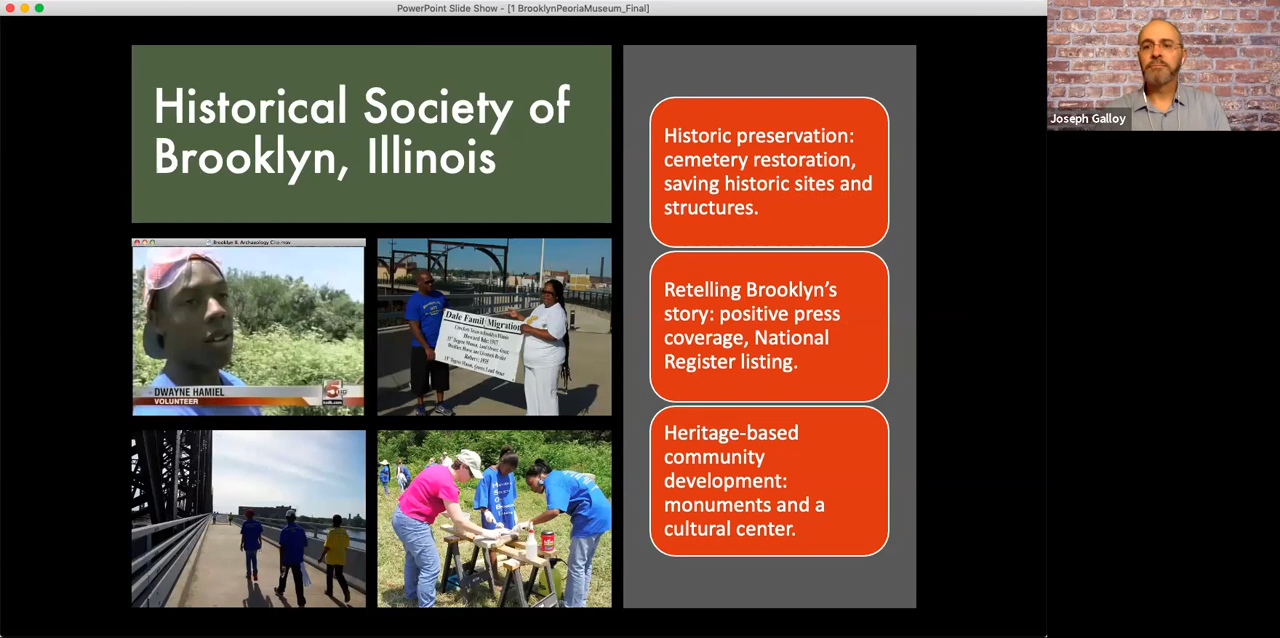 PowerPoint Slide Show - [1 BrooklynPeoriaMuseum_Final]
Historical Society of
Brooklyn, Illinois
Historic preservation:
cemetery restoration,
saving historic sites and
structures.
Retelling Brooklyn's
story: positive press
coverage, National
Register listing.
Heritage-based
community
development:
monuments and a
cultural center.
DWAYNE HAMIEL
VOLUNTEER
5
Dale Family Migration
Joseph Galloy